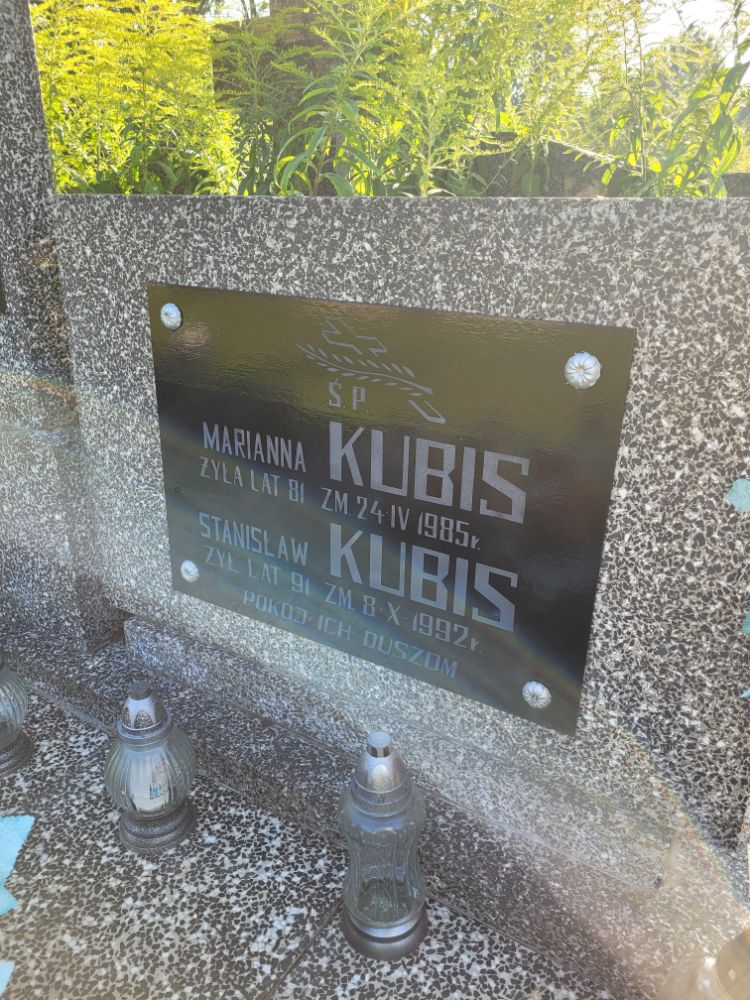 Ś.P.
MARIANNA KUBIS
ŻYŁA LAT 81 ZM. 24·IV·1985r.
STANISŁAW KUBIS
ŻYŁ LAT 91 ZM. 8·X·1992r.
POKÓJ ICH DUSZOM